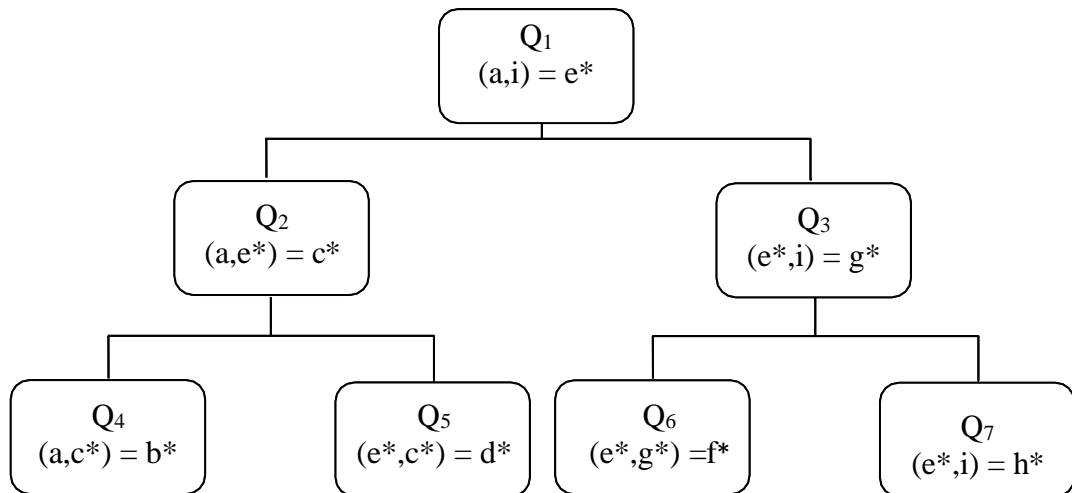 Q₁
(a,i) = e*
Q₂
(a,e*) = c*
Q₃
(e*,i) = g*
Q₄
(a,c*) = b*
Q₅
(e*,c*) = d*
Q₆
(e*,g*) =f*
Q₇
(e*,i) = h*